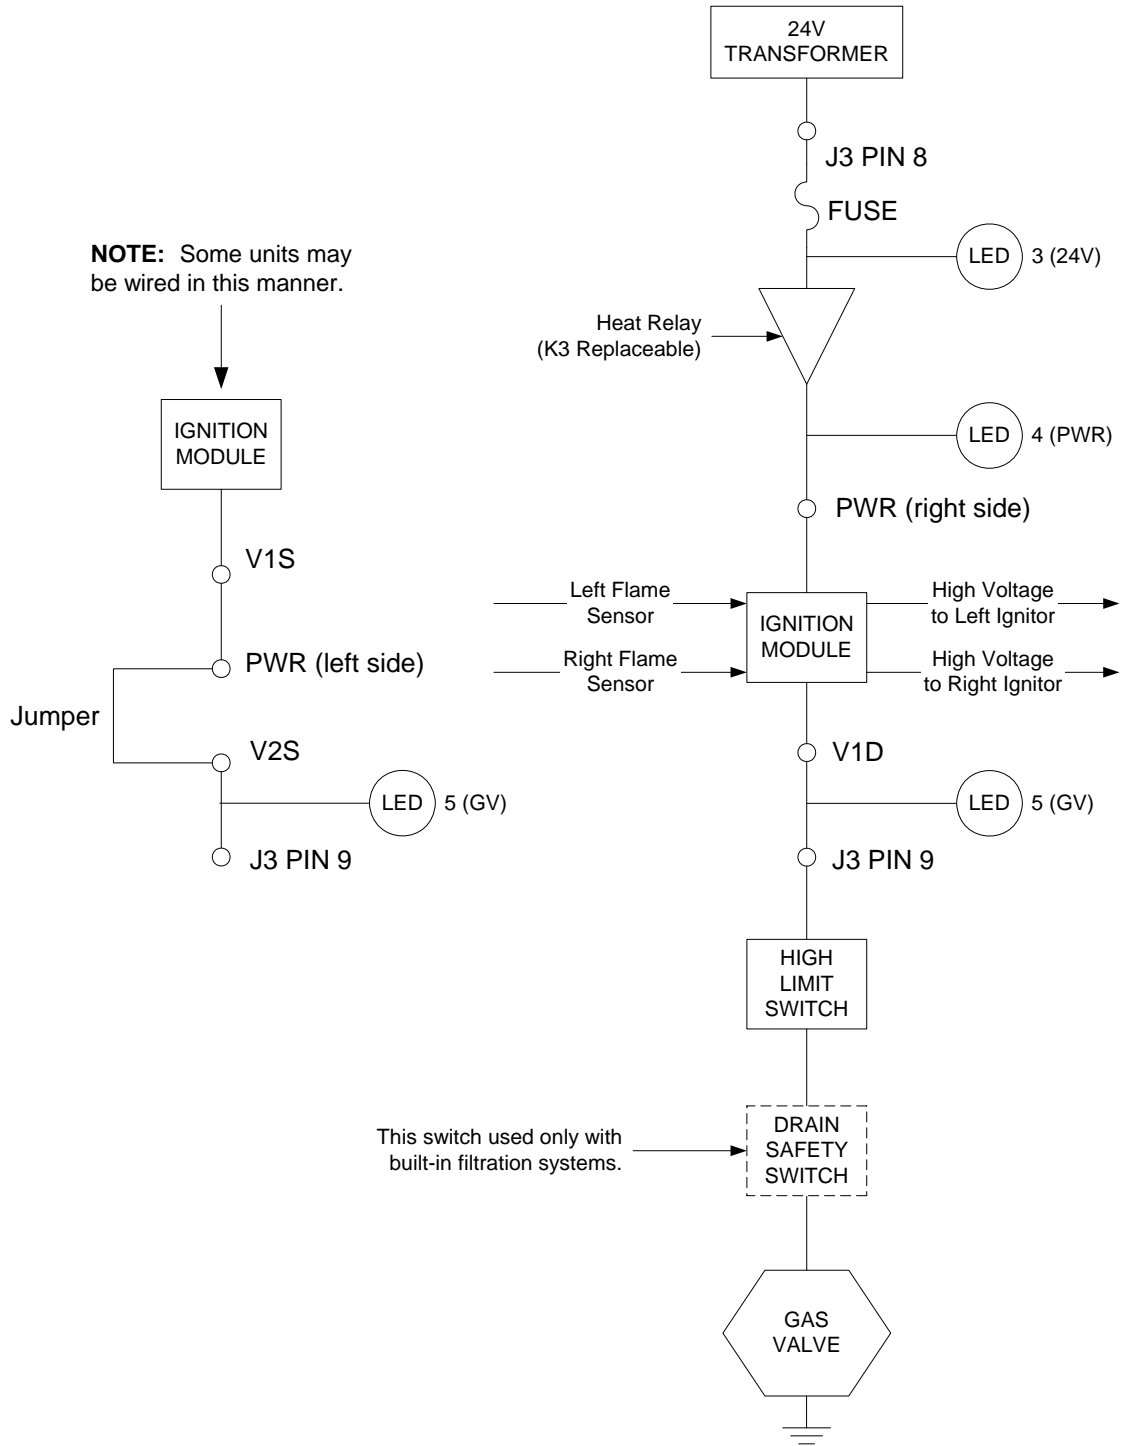 24V
TRANSFORMER
J3 PIN 8
FUSE
LED 3 (24V)
Heat Relay
(K3 Replaceable)
LED 4 (PWR)
PWR (right side)
Left Flame
Sensor
Right Flame
Sensor
IGNITION
MODULE
High Voltage
to Left Ignitor
High Voltage
to Right Ignitor
V1D
LED 5 (GV)
J3 PIN 9
HIGH
LIMIT
SWITCH
This switch used only with
built-in filtration systems.
DRAIN
SAFETY
SWITCH
GAS
VALVE
NOTE: Some units may
be wired in this manner.
IGNITION
MODULE
V1S
PWR (left side)
Jumper
V2S
LED 5 (GV)
J3 PIN 9